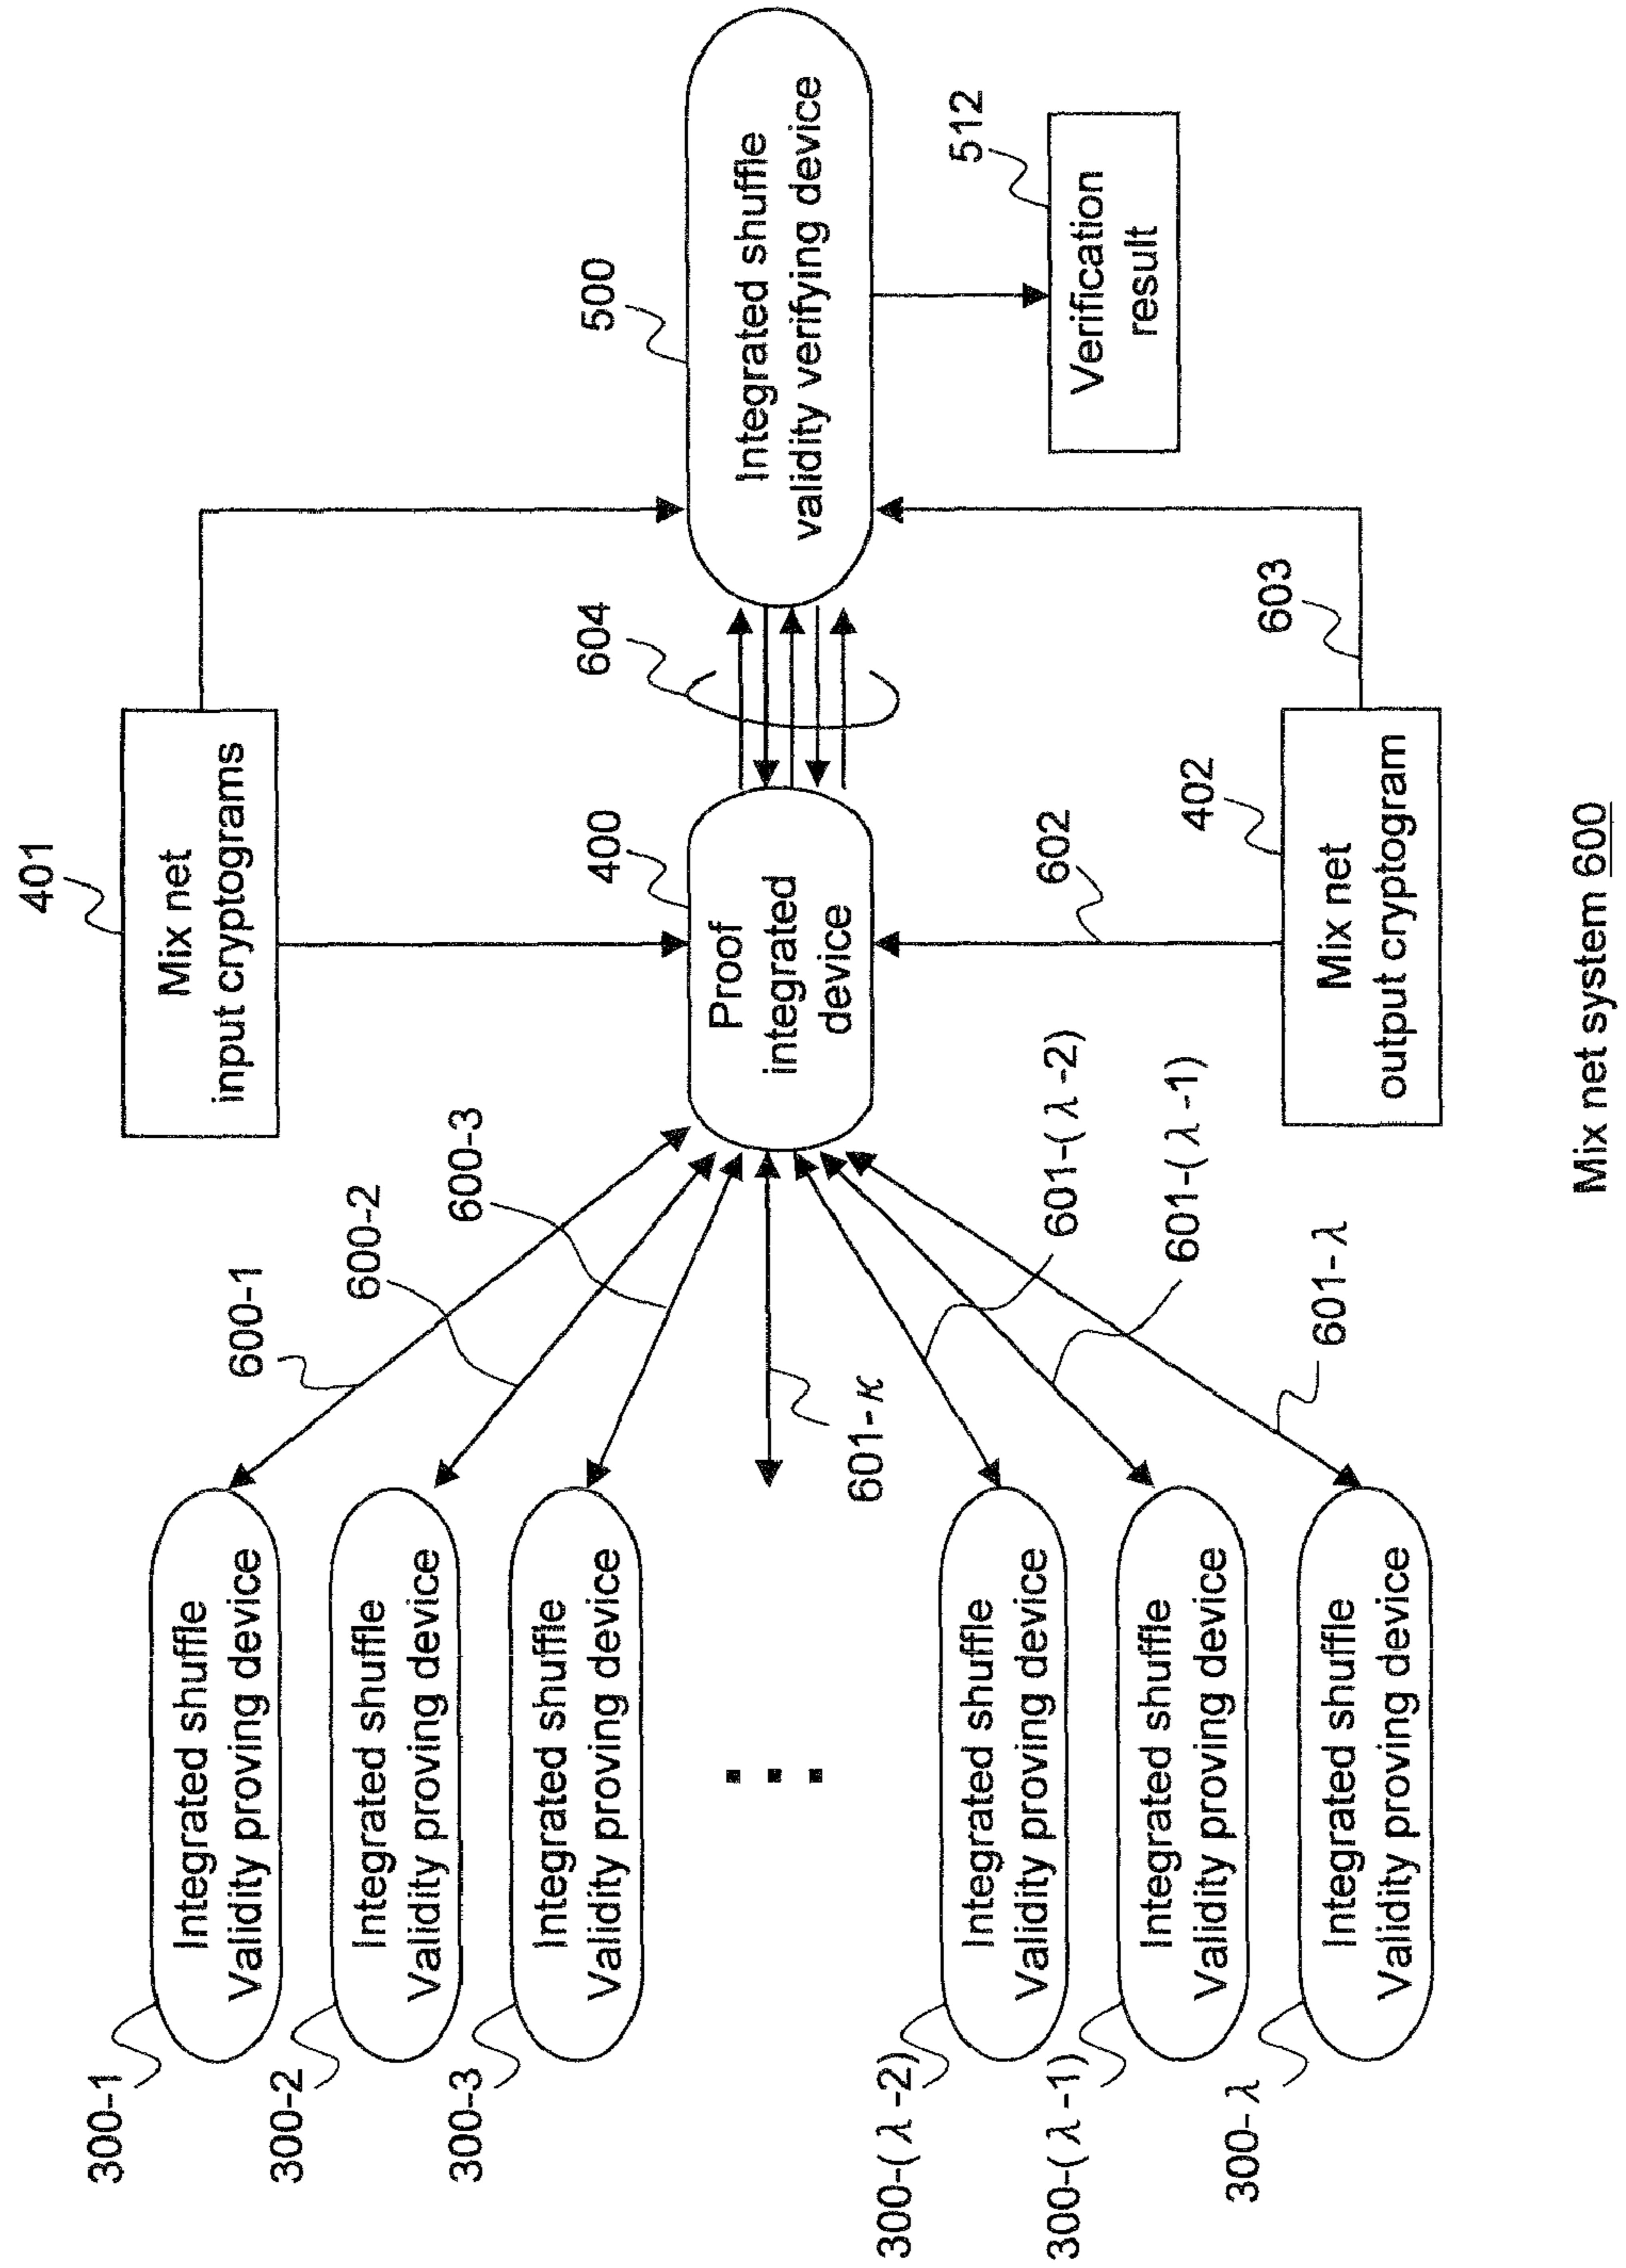 401
Mix net
input cryptograms
300-1
Integrated shuffle
Validity proving device
600-1
300-2
Integrated shuffle
Validity proving device
600-2
300-3
Integrated shuffle
Validity proving device
600-3
601-κ
400
Proof
integrated
device
604
500
Integrated shuffle
validity verifying device
512
Verification
result
300-(λ-2)
Integrated shuffle
Validity proving device
601-(λ-2)
300-(λ-1)
Integrated shuffle
Validity proving device
601-(λ-1)
300-λ
Integrated shuffle
Validity proving device
601-λ
602
402
Mix net
output cryptogram
603
Mix net system 600